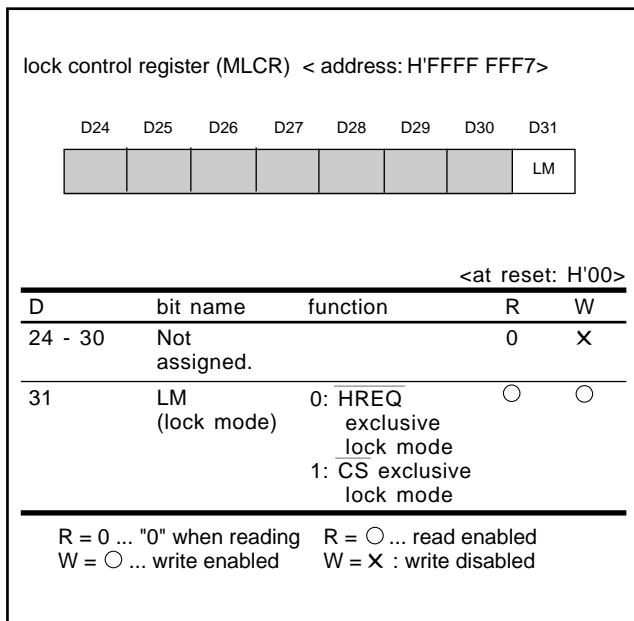 lock control register (MLCR) < address: H'FFFF FFF7>
D24 D25 D26 D27 D28 D29 D30 D31
LM
<at reset: H'00>
D bit name function R W
24 - 30 Not assigned. 0 ✕
31 LM (lock mode) 0: H̅R̅E̅Q̅ exclusive lock mode ○ ○
1: C̅S̅ exclusive lock mode
R = 0 ... "0" when reading R = ○ ... read enabled
W = ○ ... write enabled W = ✕ : write disabled